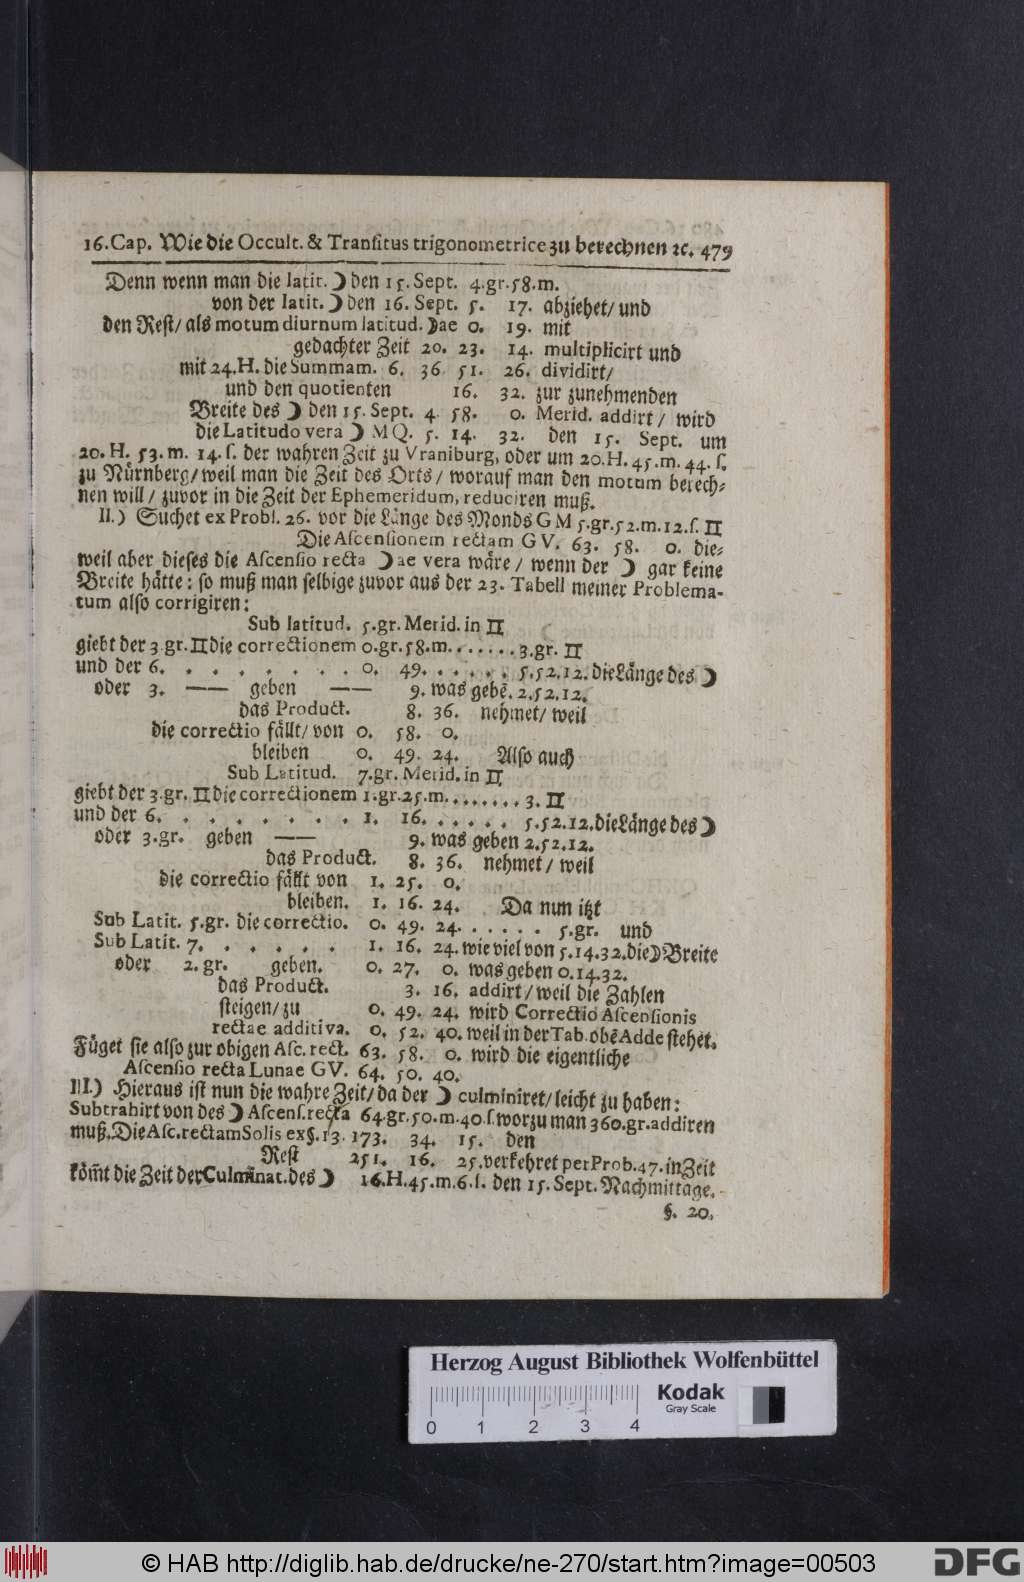 16. Cap. Wie die Occult. & Transitus trigonometrice zu berechnen ꝛc. 479
Denn wenn man die latit. ☽ den 15. Sept. 4. gr. 58. m.
von der latit. ☽ den 16. Sept. 5. 17. abziehet/ und
den Rest/ als motum diurnum latitud. ☽ae 0. 19. mit
gedachter Zeit 20. 23. 14. multiplicirt und
mit 24. H. die Summam. 6. 36 51. 26. dividirt/
und den quotienten 16. 32. zur zunehmenden
Breite des ☽ den 15. Sept. 4. 58. 0. Merid. addirt/ wird
die Latitudo vera ☽ MQ. 5. 14. 32. den 15. Sept. um
20. H. 53. m. 14. s. der wahren Zeit zu Vraniburg, oder um 20. H. 45. m. 44. s.
zu Nürnberg/ weil man die Zeit des Orts/ worauf man den motum berech⸗
nen will/ zuvor in die Zeit der Ephemeridum, reduciren muß.
II.) Suchet ex Probl. 26. vor die Länge des Monds G M 5. gr. 52. m. 12. s. ♊
Die Ascensionem rectam G V. 63. 58. 0. die⸗
weil aber dieses die Ascensio recta ☽ae vera wäre/ wenn der ☽ gar keine
Breite hätte: so muß man selbige zuvor aus der 23. Tabell meiner Problema-
tum also corrigiren:
Sub latitud. 5. gr. Merid. in ♊
giebt der 3. gr. ♊ die correctionem 0. gr. 58. m. . . . . . . 3. gr. ♊
und der 6. . . . . . . . . 0. 49. . . . . . 5. 52. 12. die Länge des ☽
oder 3. —— geben —— 9. was gebē. 2. 52. 12.
das Product. 8. 36. nehmet/ weil
die correctio fällt/ von 0. 58. 0.
bleiben 0. 49. 24. Also auch
Sub Latitud. 7. gr. Merid. in ♊
giebt der 3. gr. ♊ die correctionem 1. gr. 25. m. . . . . . . . 3. ♊
und der 6. . . . . . . . . 1. 16. . . . . . 5. 52. 12. die Länge des ☽
oder 3. gr. geben —— 9. was geben 2. 52. 12.
das Product. 8. 36. nehmet/ weil
die correctio fällt von 1. 25. 0.
bleiben. 1. 16. 24. Da nun itzt
Sub Latit. 5. gr. die correctio. 0. 49. 24. . . . . . 5. gr. und
Sub Latit. 7. . . . . . . 1. 16. 24. wie viel von 5. 14. 32. die ☽ Breite
oder 2. gr. geben. 0. 27. 0. was geben 0. 14. 32.
das Product. 3. 16. addirt/ weil die Zahlen
steigen/ zu 0. 49. 24. wird Correctio Ascensionis
rectae additiva. 0. 52. 40. weil in der Tab. obē Adde stehet.
Füget sie also zur obigen Asc. rect. 63. 58. 0. wird die eigentliche
Ascensio recta Lunae GV. 64. 50. 40.
III.) Hieraus ist nun die wahre Zeit/ da der ☽ culminiret/ leicht zu haben:
Subtrahirt von des ☽ Ascens. recta 64. gr. 50. m. 40. s. worzu man 360. gr. addiren
muß. Die Asc. rectam Solis ex §. 13. 173. 34. 15. den
Rest 251. 16. 25. verkehret per Prob. 47. in Zeit
köm̄t die Zeit der Culminat. des ☽ 16. H. 45. m. 6. s. den 15. Sept. Nachmittage.
§. 20.
Herzog August Bibliothek Wolfenbüttel
Kodak
Gray Scale
0 1 2 3 4
© HAB http://diglib.hab.de/drucke/ne-270/start.htm?image=00503
DFG